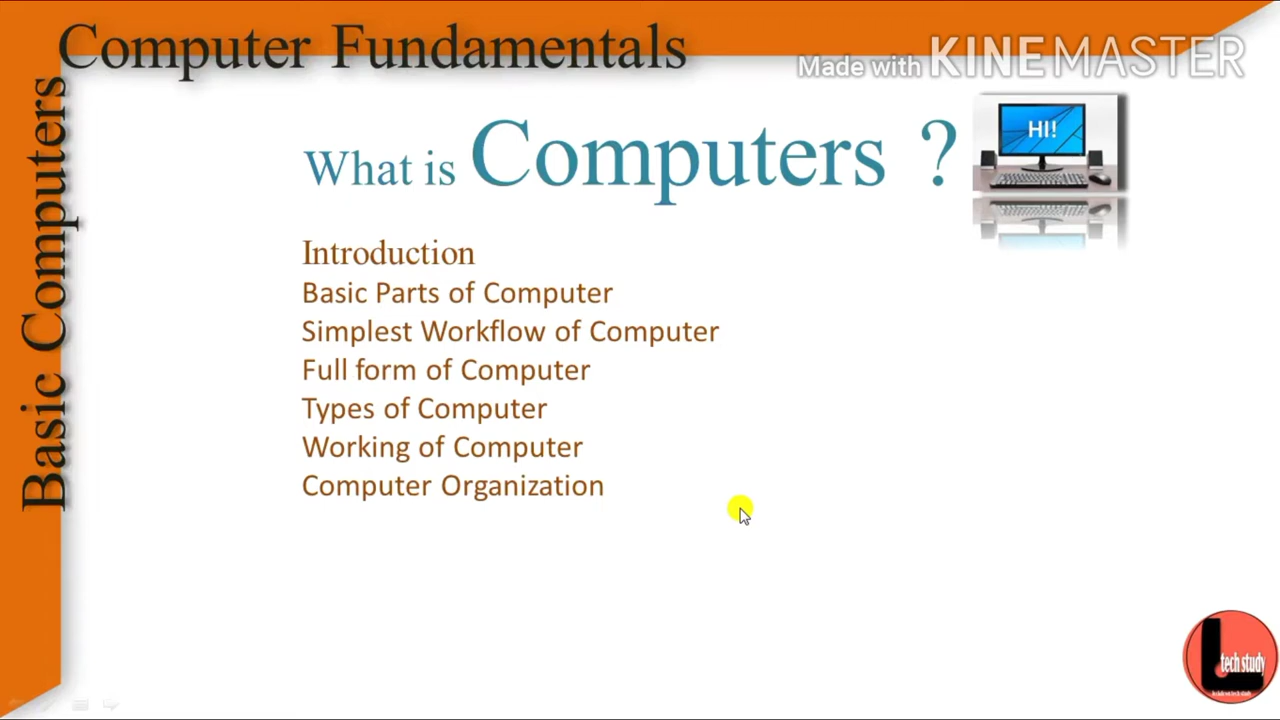 Computer Fundamentals
Made with KINEMASTER
Basic Computers
What is Computers ?
HI!
Introduction
Basic Parts of Computer
Simplest Workflow of Computer
Full form of Computer
Types of Computer
Working of Computer
Computer Organization
L tech study